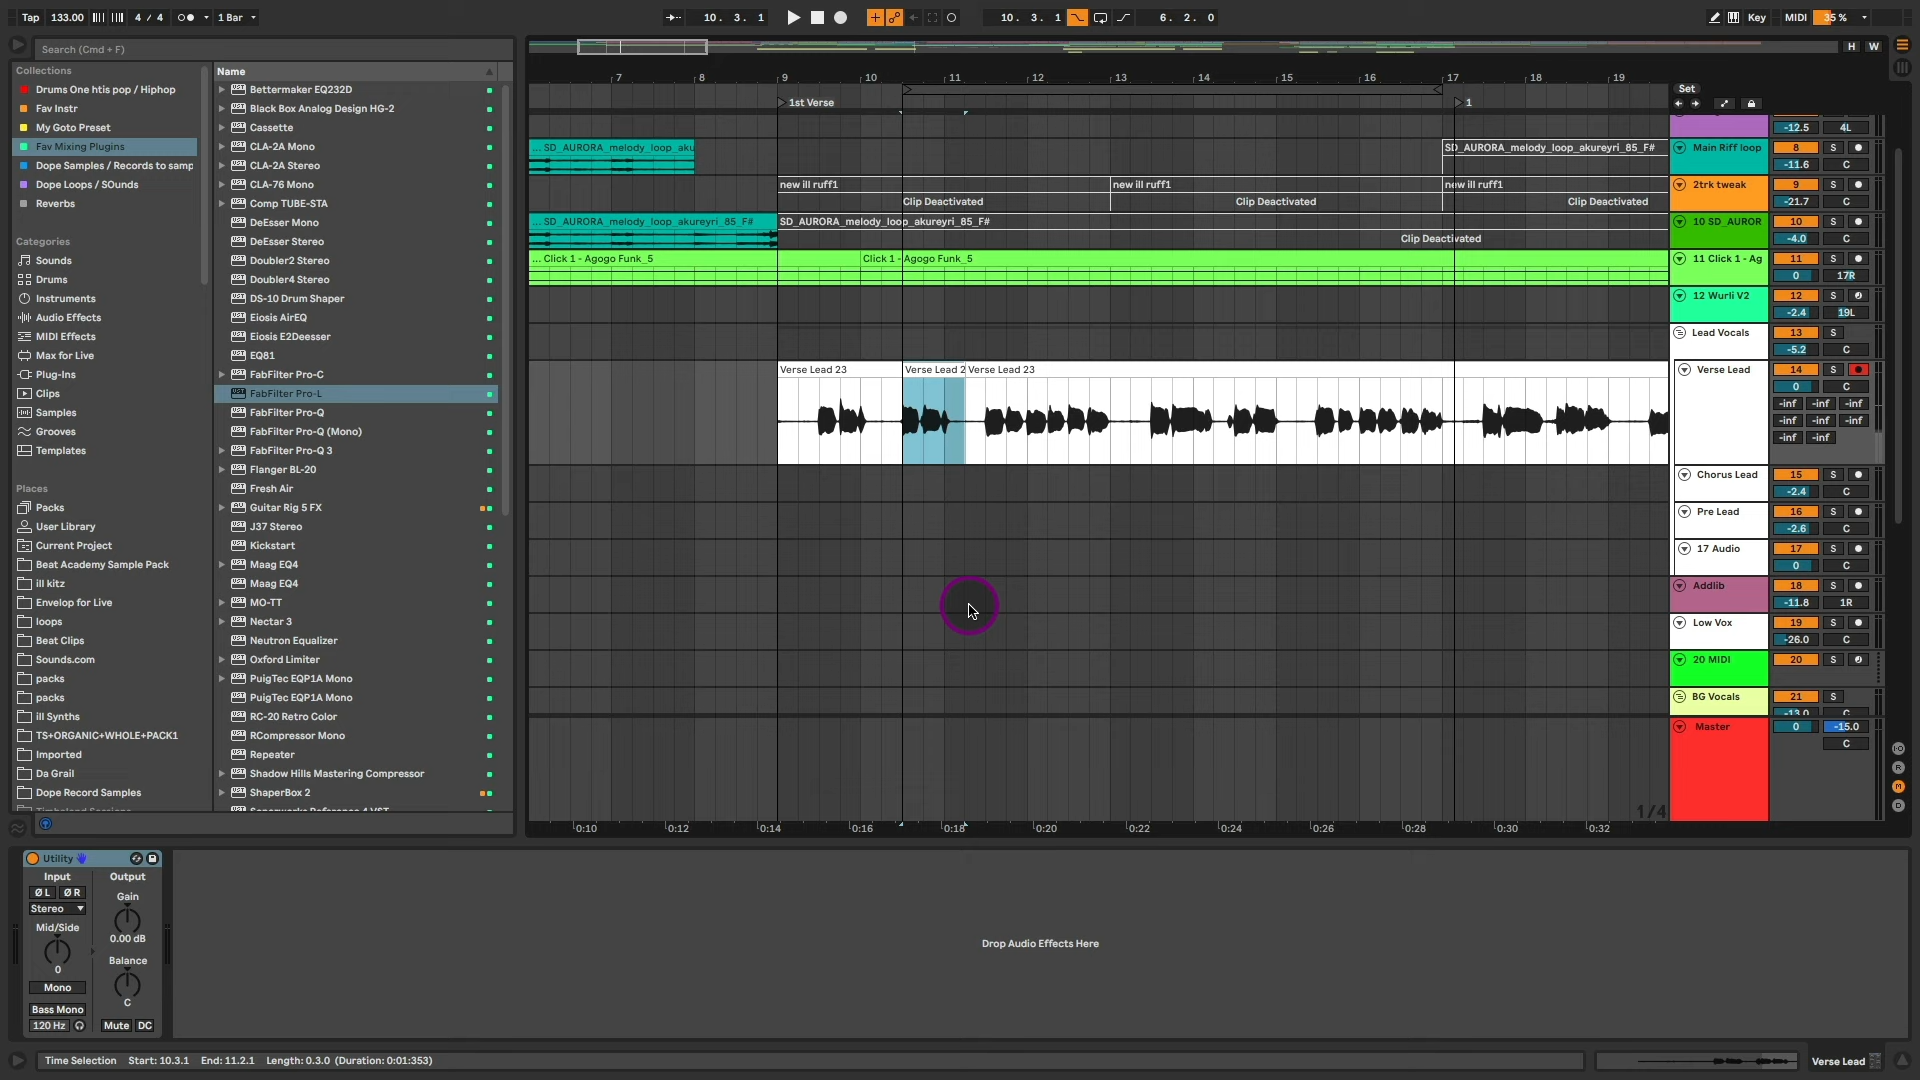 Tap 133.00 4 / 4 1 Bar 10. 3. 1 10. 3. 1 6. 2. 0 Key MIDI 35 %
Search (Cmd + F)
H W
Collections
Drums One htis pop / Hiphop
Fav Instr
My Goto Preset
Fav Mixing Plugins
Dope Samples / Records to samp
Dope Loops / SOunds
Reverbs
Categories
Sounds
Drums
Instruments
Audio Effects
MIDI Effects
Max for Live
Plug-Ins
Clips
Samples
Grooves
Templates
Places
Packs
User Library
Current Project
Beat Academy Sample Pack
ill kitz
Envelop for Live
loops
Beat Clips
Sounds.com
packs
packs
ill Synths
TS+ORGANIC+WHOLE+PACK1
Imported
Da Grail
Dope Record Samples
Name
Bettermaker EQ232D
Black Box Analog Design HG-2
Cassette
CLA-2A Mono
CLA-2A Stereo
CLA-76 Mono
Comp TUBE-STA
DeEsser Mono
DeEsser Stereo
Doubler2 Stereo
Doubler4 Stereo
DS-10 Drum Shaper
Eiosis AirEQ
Eiosis E2Deesser
EQ81
FabFilter Pro-C
FabFilter Pro-L
FabFilter Pro-Q
FabFilter Pro-Q (Mono)
FabFilter Pro-Q 3
Flanger BL-20
Fresh Air
Guitar Rig 5 FX
J37 Stereo
Kickstart
Maag EQ4
Maag EQ4
MO-TT
Nectar 3
Neutron Equalizer
Oxford Limiter
PuigTec EQP1A Mono
PuigTec EQP1A Mono
RC-20 Retro Color
RCompressor Mono
Repeater
Shadow Hills Mastering Compressor
ShaperBox 2
7 8 9 10 11 12 13 14 15 16 17 18 19
Set
1st Verse 1
-12.5 4L
... SD_AURORA_melody_loop_aku SD_AURORA_melody_loop_akureyri_85_F# Main Riff loop 8 S
-11.6 C
new ill ruff1 new ill ruff1 new ill ruff1 2trk tweak 9 S
Clip Deactivated Clip Deactivated Clip Deactivated -21.7 C
... SD_AURORA_melody_loop_akureyri_85_F# SD_AURORA_melody_loop_akureyri_85_F# 10 SD_AUROR 10 S
Clip Deactivated -4.0 C
... Click 1 - Agogo Funk_5 Click 1 - Agogo Funk_5 11 Click 1 - Ag 11 S
0 17R
12 Wurli V2 12 S
-2.4 19L
Lead Vocals 13 S
-5.2 C
Verse Lead 23 Verse Lead 2 Verse Lead 23 Verse Lead 14 S
0 C
-inf -inf -inf
-inf -inf -inf
-inf -inf
Chorus Lead 15 S
-2.4 C
Pre Lead 16 S
-2.6 C
17 Audio 17 S
0 C
Addlib 18 S
-11.8 1R
Low Vox 19 S
-26.0 C
20 MIDI 20 S
BG Vocals 21 S
-13.0 C
Master 0 -15.0
C
1/4
0:10 0:12 0:14 0:16 0:18 0:20 0:22 0:24 0:26 0:28 0:30 0:32
I·O
R
M
D
Utility
Input Output
Ø L Ø R Gain
Stereo
Mid/Side 0.00 dB
0 Balance
Mono C
Bass Mono
120 Hz Mute DC
Drop Audio Effects Here
Time Selection Start: 10.3.1 End: 11.2.1 Length: 0.3.0 (Duration: 0:01:353)
Verse Lead